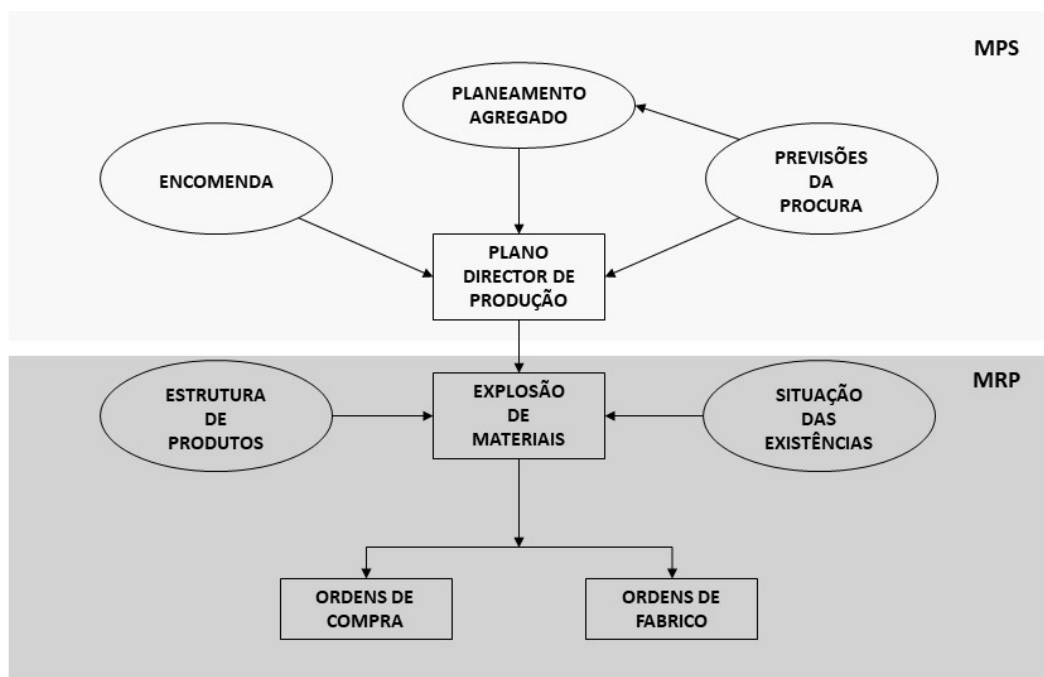 MPS
PLANEAMENTO
AGREGADO
ENCOMENDA
PREVISÕES
DA
PROCURA
PLANO
DIRECTOR DE
PRODUÇÃO
MRP
ESTRUTURA
DE
PRODUTOS
EXPLOSÃO
DE
MATERIAIS
SITUAÇÃO
DAS
EXISTÊNCIAS
ORDENS DE
COMPRA
ORDENS DE
FABRICO